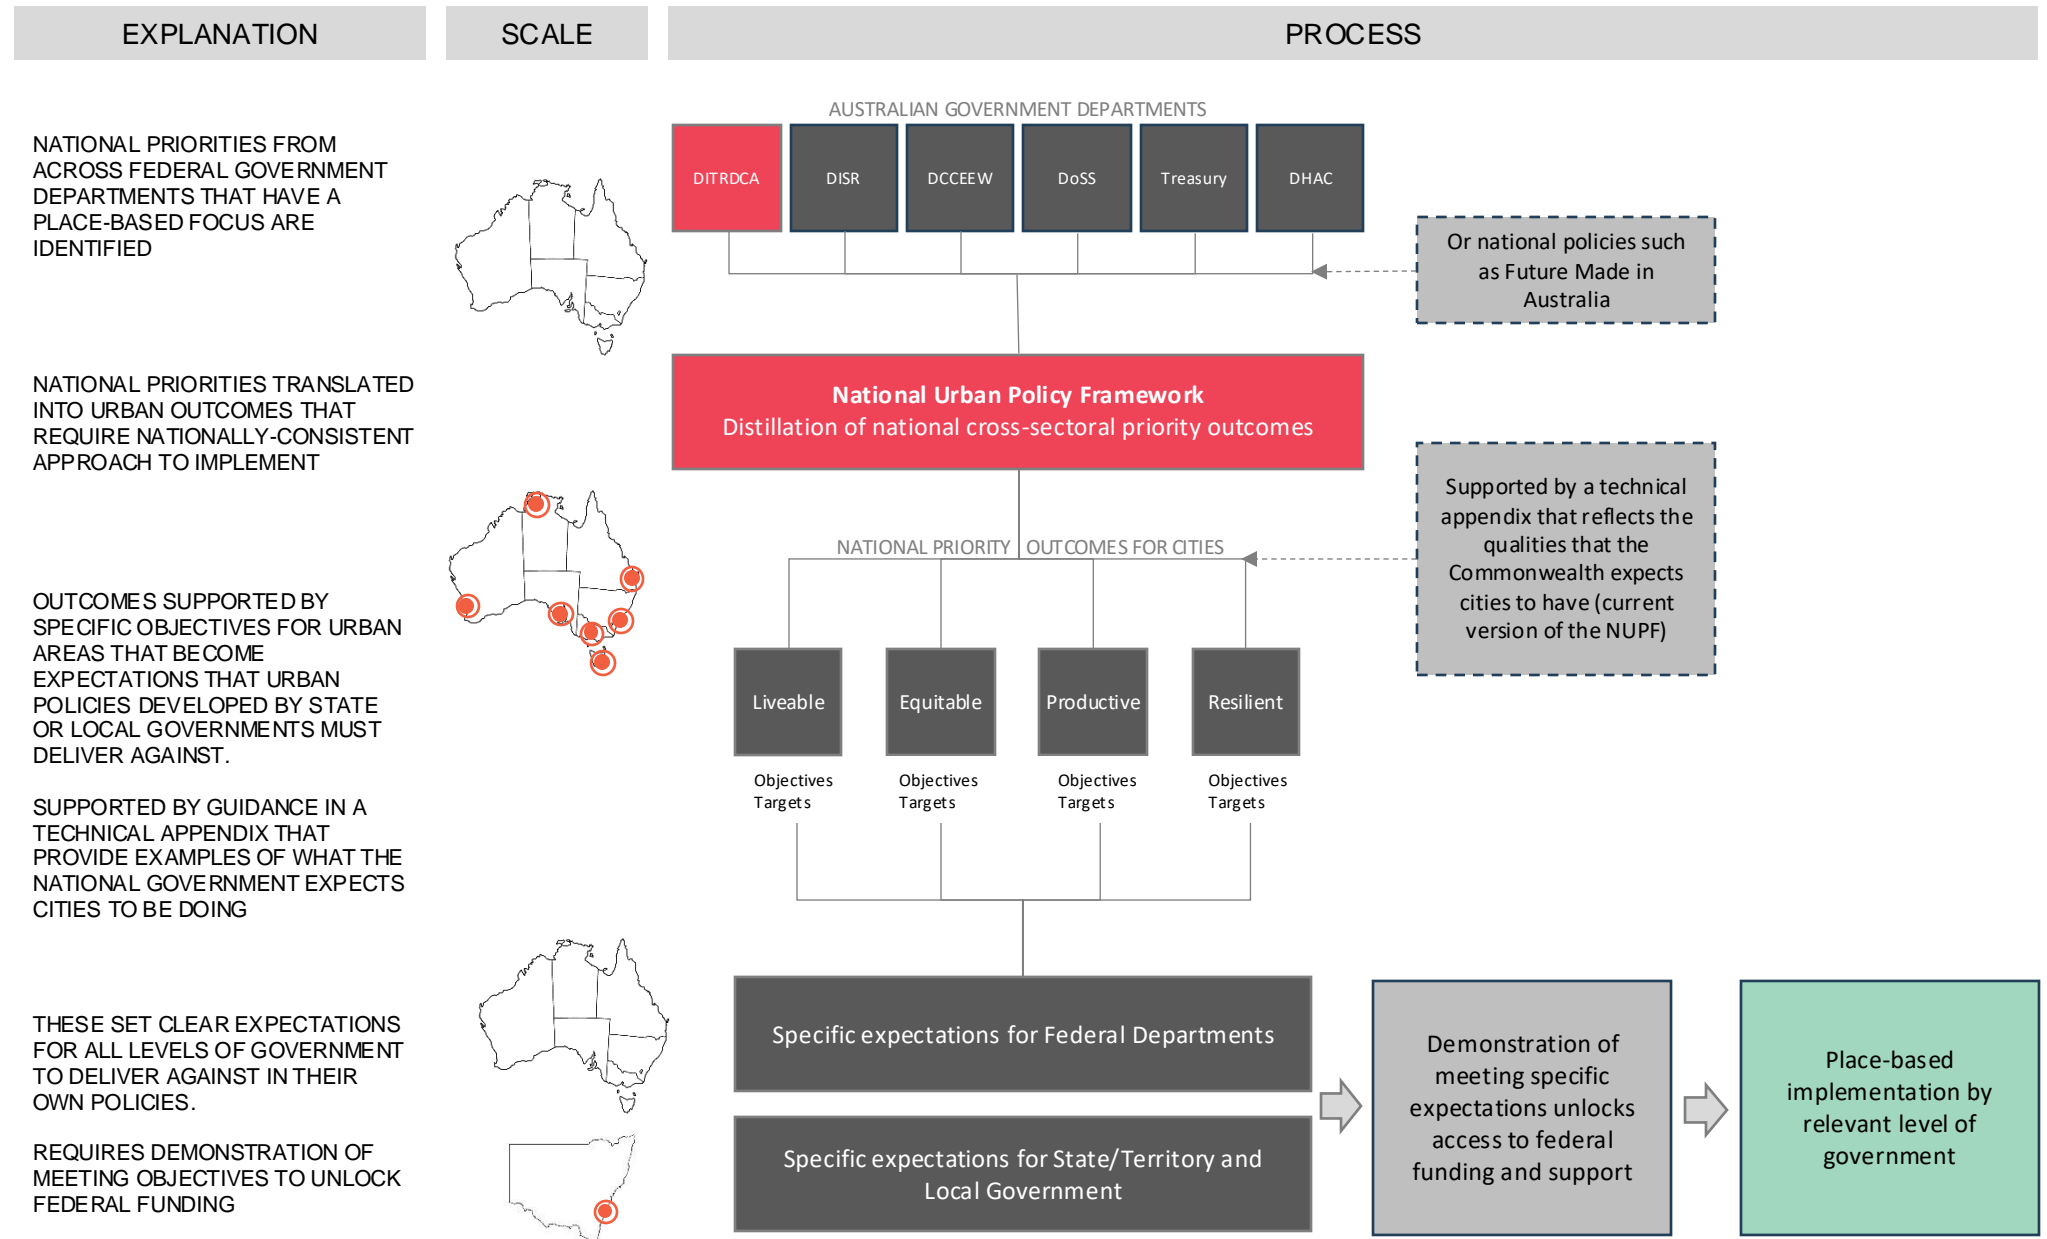 EXPLANATION
SCALE
PROCESS
NATIONAL PRIORITIES FROM
ACROSS FEDERAL GOVERNMENT
DEPARTMENTS THAT HAVE A
PLACE-BASED FOCUS ARE
IDENTIFIED
AUSTRALIAN GOVERNMENT DEPARTMENTS
DITRDCA
DISR
DCCEEW
DoSS
Treasury
DHAC
Or national policies such
as Future Made in
Australia
NATIONAL PRIORITIES TRANSLATED
INTO URBAN OUTCOMES THAT
REQUIRE NATIONALLY-CONSISTENT
APPROACH TO IMPLEMENT
National Urban Policy Framework
Distillation of national cross-sectoral priority outcomes
Supported by a technical
appendix that reflects the
qualities that the
Commonwealth expects
cities to have (current
version of the NUPF)
NATIONAL PRIORITY OUTCOMES FOR CITIES
OUTCOMES SUPPORTED BY
SPECIFIC OBJECTIVES FOR URBAN
AREAS THAT BECOME
EXPECTATIONS THAT URBAN
POLICIES DEVELOPED BY STATE
OR LOCAL GOVERNMENTS MUST
DELIVER AGAINST.
Liveable
Equitable
Productive
Resilient
Objectives
Targets
Objectives
Targets
Objectives
Targets
Objectives
Targets
SUPPORTED BY GUIDANCE IN A
TECHNICAL APPENDIX THAT
PROVIDE EXAMPLES OF WHAT THE
NATIONAL GOVERNMENT EXPECTS
CITIES TO BE DOING
THESE SET CLEAR EXPECTATIONS
FOR ALL LEVELS OF GOVERNMENT
TO DELIVER AGAINST IN THEIR
OWN POLICIES.
REQUIRES DEMONSTRATION OF
MEETING OBJECTIVES TO UNLOCK
FEDERAL FUNDING
Specific expectations for Federal Departments
Specific expectations for State/Territory and
Local Government
Demonstration of
meeting specific
expectations unlocks
access to federal
funding and support
Place-based
implementation by
relevant level of
government